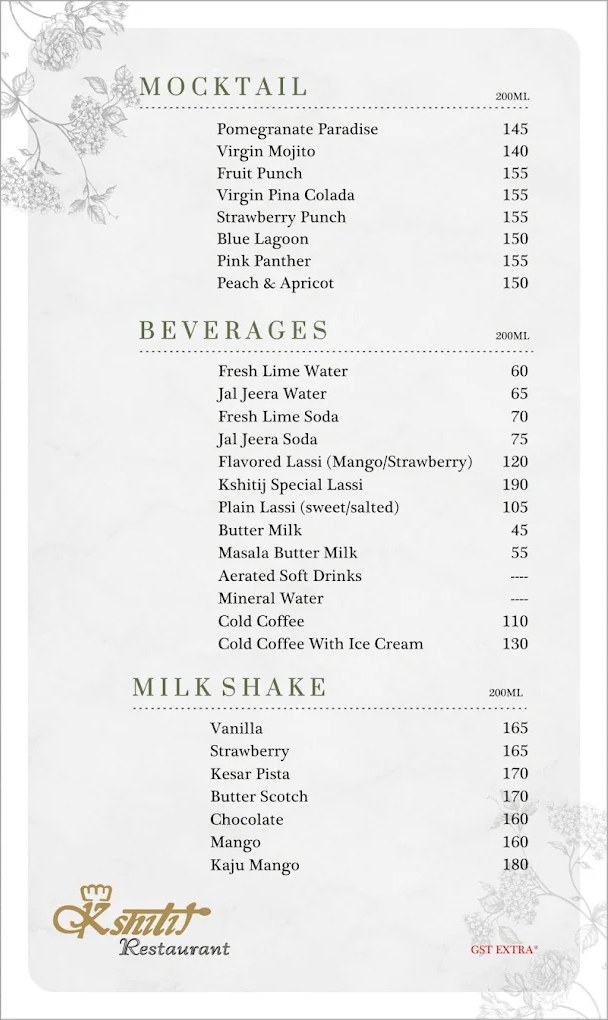 MOCKTAIL 200ML
Pomegranate Paradise 145
Virgin Mojito 140
Fruit Punch 155
Virgin Pina Colada 155
Strawberry Punch 155
Blue Lagoon 150
Pink Panther 155
Peach & Apricot 150
BEVERAGES 200ML
Fresh Lime Water 60
Jal Jeera Water 65
Fresh Lime Soda 70
Jal Jeera Soda 75
Flavored Lassi (Mango/Strawberry) 120
Kshitij Special Lassi 190
Plain Lassi (sweet/salted) 105
Butter Milk 45
Masala Butter Milk 55
Aerated Soft Drinks ----
Mineral Water ----
Cold Coffee 110
Cold Coffee With Ice Cream 130
MILK SHAKE 200ML
Vanilla 165
Strawberry 165
Kesar Pista 170
Butter Scotch 170
Chocolate 160
Mango 160
Kaju Mango 180
Kshitij
Restaurant
GST EXTRA*